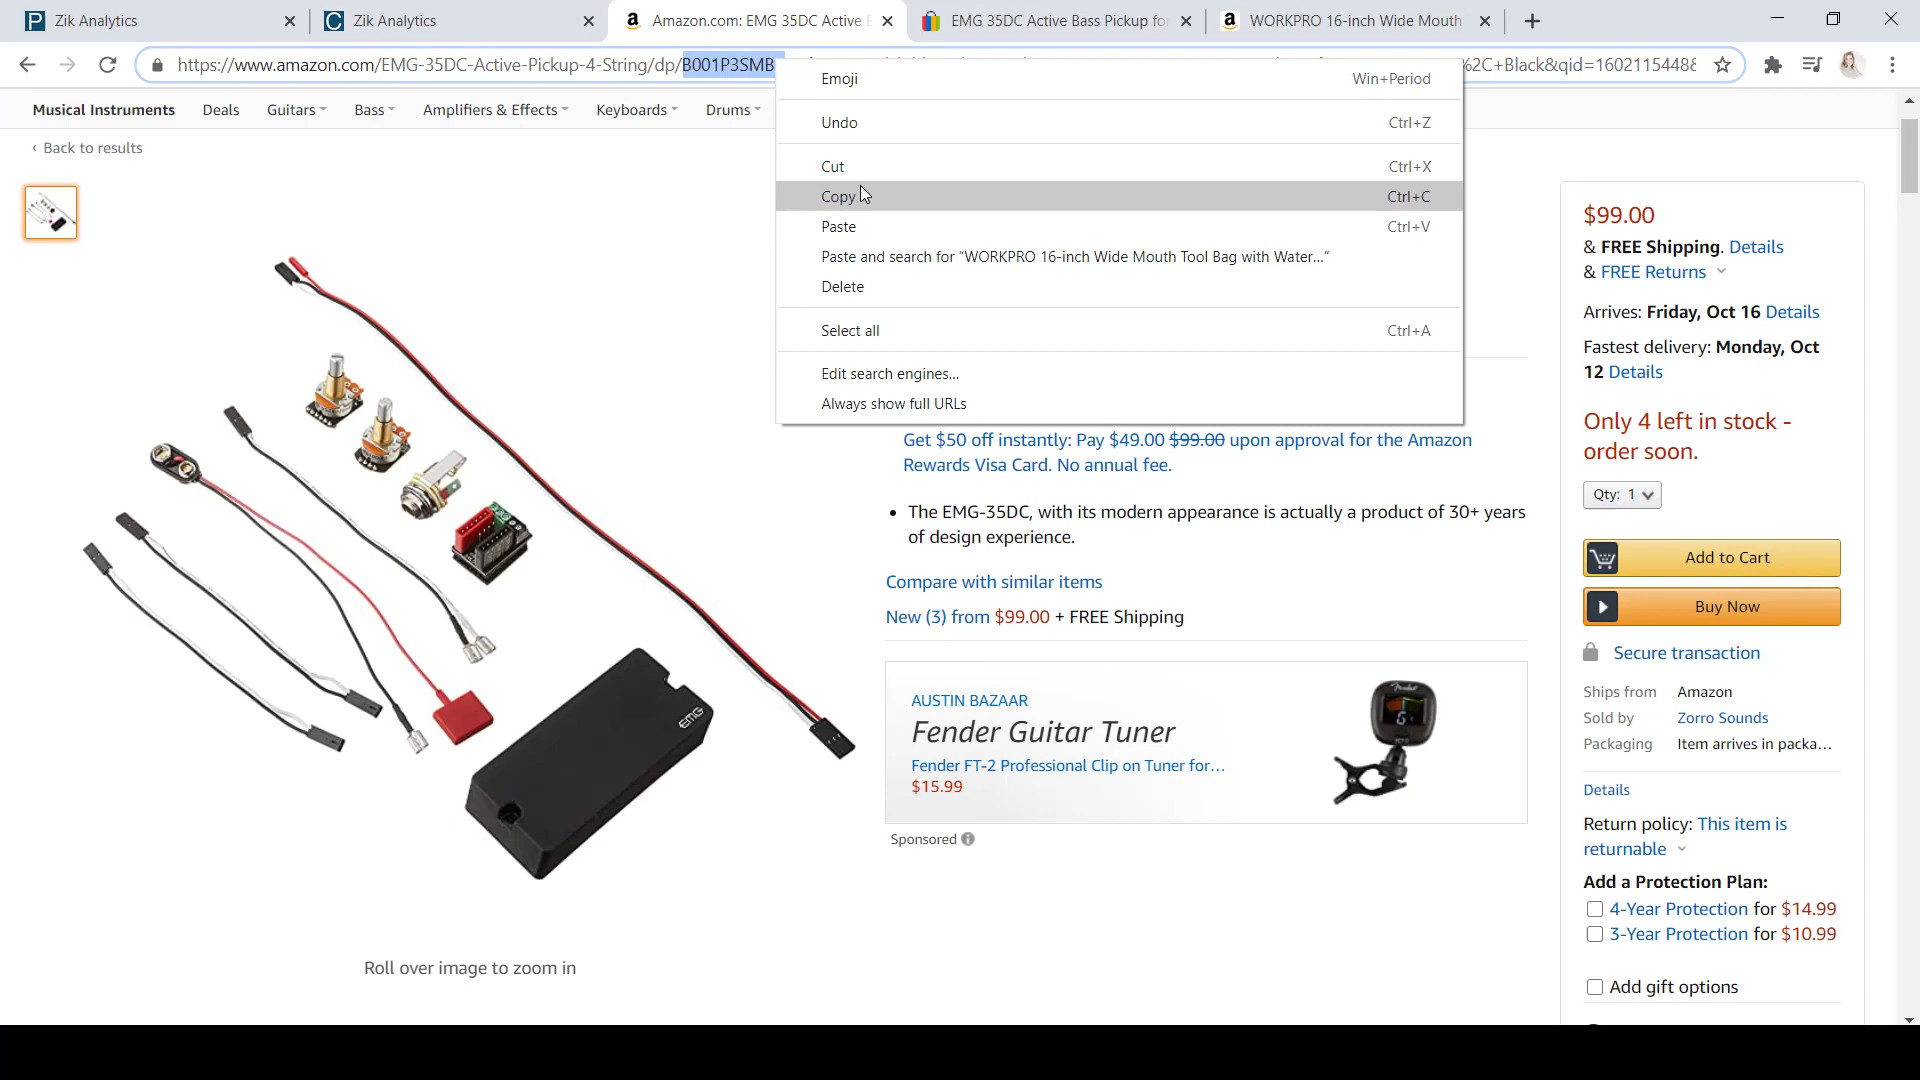 Zik Analytics
Zik Analytics
Amazon.com: EMG 35DC Active
EMG 35DC Active Bass Pickup for
WORKPRO 16-inch Wide Mouth
https://www.amazon.com/EMG-35DC-Active-Pickup-4-String/dp/B001P3SMB
62C+Black&qid=16021154488
Musical Instruments Deals Guitars Bass Amplifiers & Effects Keyboards Drums
‹ Back to results
Emoji Win+Period
Undo Ctrl+Z
Cut Ctrl+X
Copy Ctrl+C
Paste Ctrl+V
Paste and search for “WORKPRO 16-inch Wide Mouth Tool Bag with Water...”
Delete
Select all Ctrl+A
Edit search engines...
Always show full URLs
Get $50 off instantly: Pay $49.00 $99.00 upon approval for the Amazon
Rewards Visa Card. No annual fee.
• The EMG-35DC, with its modern appearance is actually a product of 30+ years
of design experience.
Compare with similar items
New (3) from $99.00 + FREE Shipping
AUSTIN BAZAAR
Fender Guitar Tuner
Fender FT-2 Professional Clip on Tuner for...
$15.99
Sponsored
EMG
Roll over image to zoom in
$99.00
& FREE Shipping. Details
& FREE Returns
Arrives: Friday, Oct 16 Details
Fastest delivery: Monday, Oct
12 Details
Only 4 left in stock -
order soon.
Qty: 1
Add to Cart
Buy Now
Secure transaction
Ships from Amazon
Sold by Zorro Sounds
Packaging Item arrives in packa...
Details
Return policy: This item is
returnable
Add a Protection Plan:
4-Year Protection for $14.99
3-Year Protection for $10.99
Add gift options